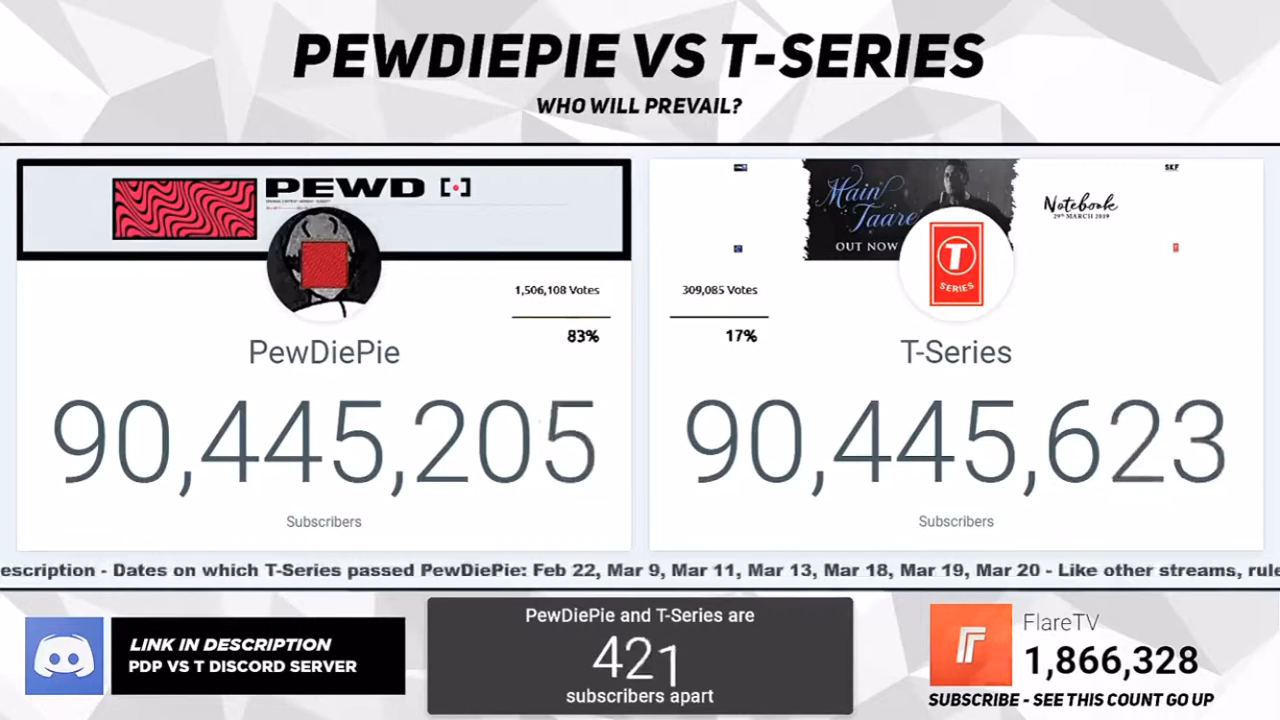 PEWDIEPIE VS T-SERIES
WHO WILL PREVAIL?
PEWD
Main
Taare
OUT NOW
Notebook
29TH MARCH 2019
SKF
T
SERIES
1,506,108 Votes
83%
309,085 Votes
17%
PewDiePie
T-Series
90,445,205
90,445,623
Subscribers
Subscribers
escription - Dates on which T-Series passed PewDiePie: Feb 22, Mar 9, Mar 11, Mar 13, Mar 18, Mar 19, Mar 20 - Like other streams, rule
LINK IN DESCRIPTION
PDP VS T DISCORD SERVER
PewDiePie and T-Series are
421
subscribers apart
FlareTV
1,866,328
SUBSCRIBE - SEE THIS COUNT GO UP